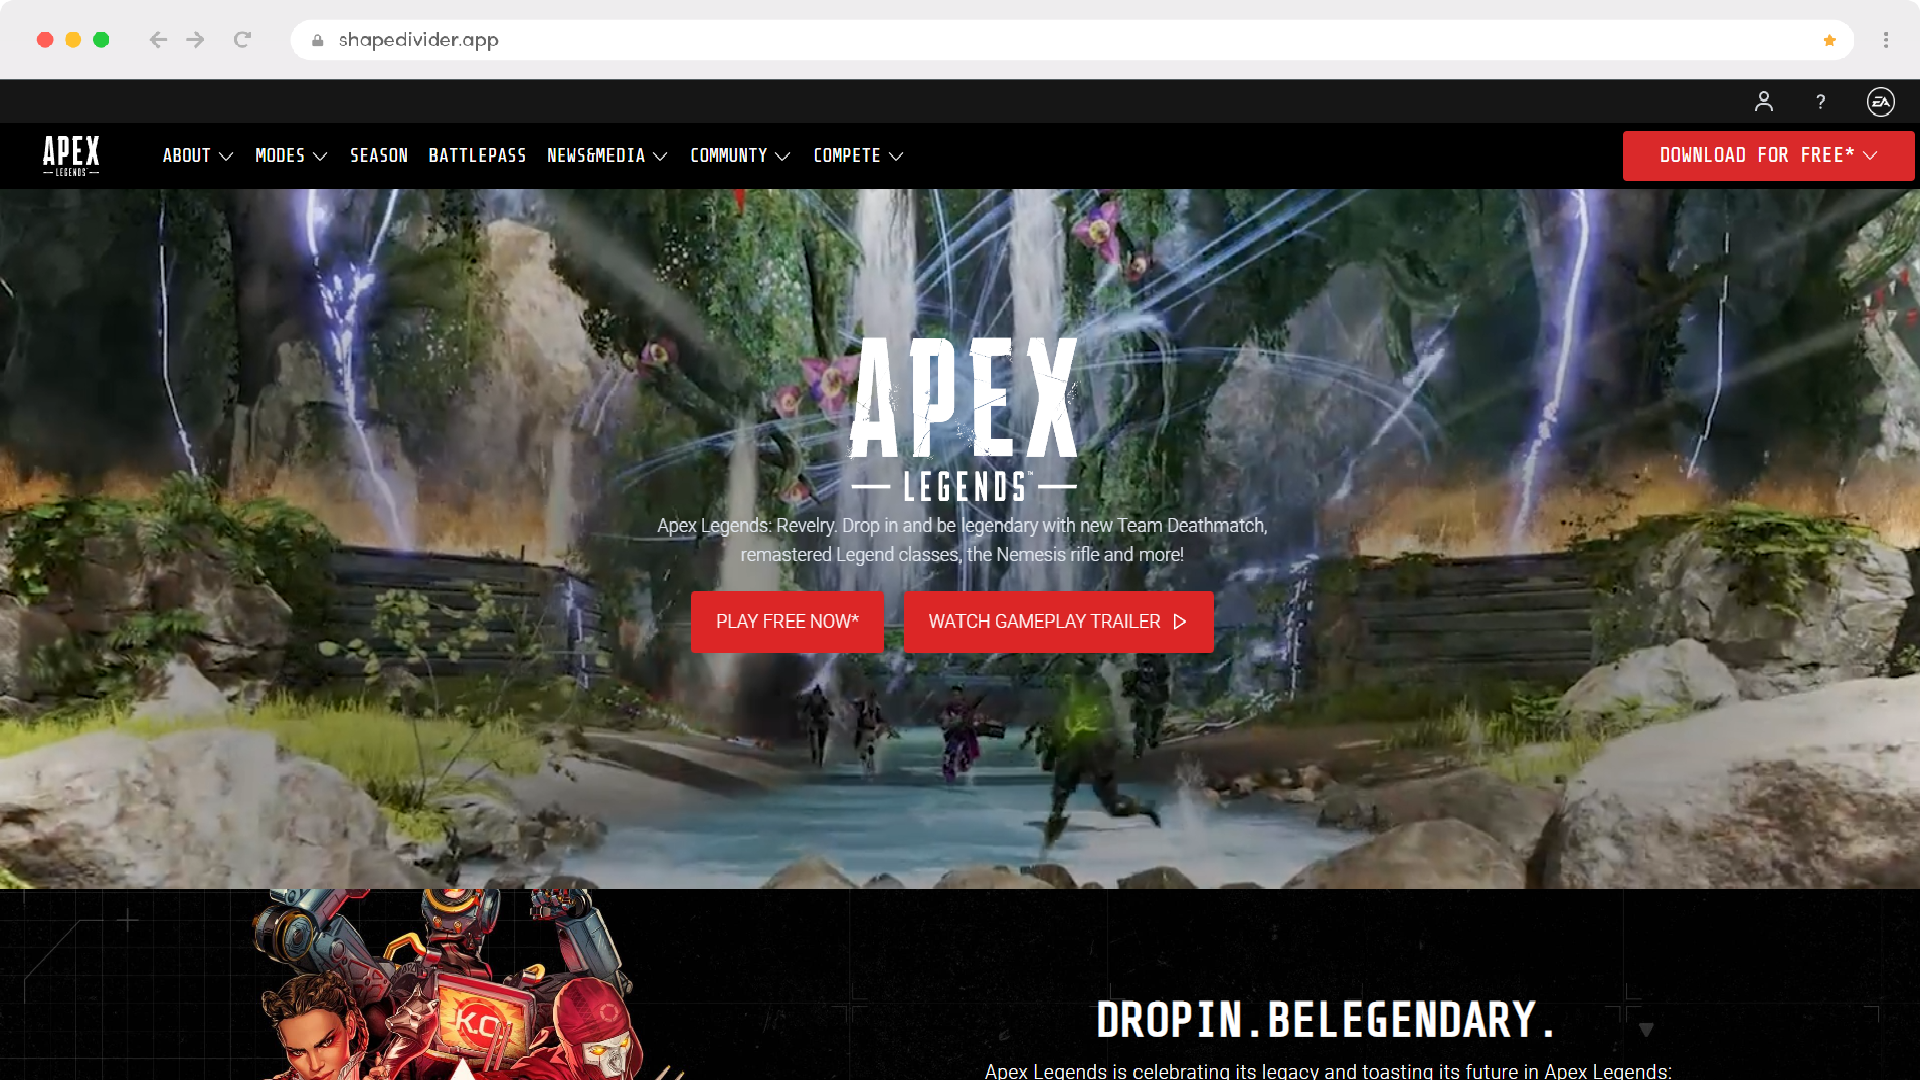 shapedivider.app
?
EA
APEX
LEGENDS
ABOUT MODES SEASON BATTLEPASS NEWS&MEDIA COMMUNTY COMPETE
DOWNLOAD FOR FREE*
APEX
LEGENDS™
Apex Legends: Revelry. Drop in and be legendary with new Team Deathmatch,
remastered Legend classes, the Nemesis rifle and more!
PLAY FREE NOW* WATCH GAMEPLAY TRAILER
K.O
DROPIN.BELEGENDARY.
Apex Legends is celebrating its legacy and toasting its future in Apex Legends: